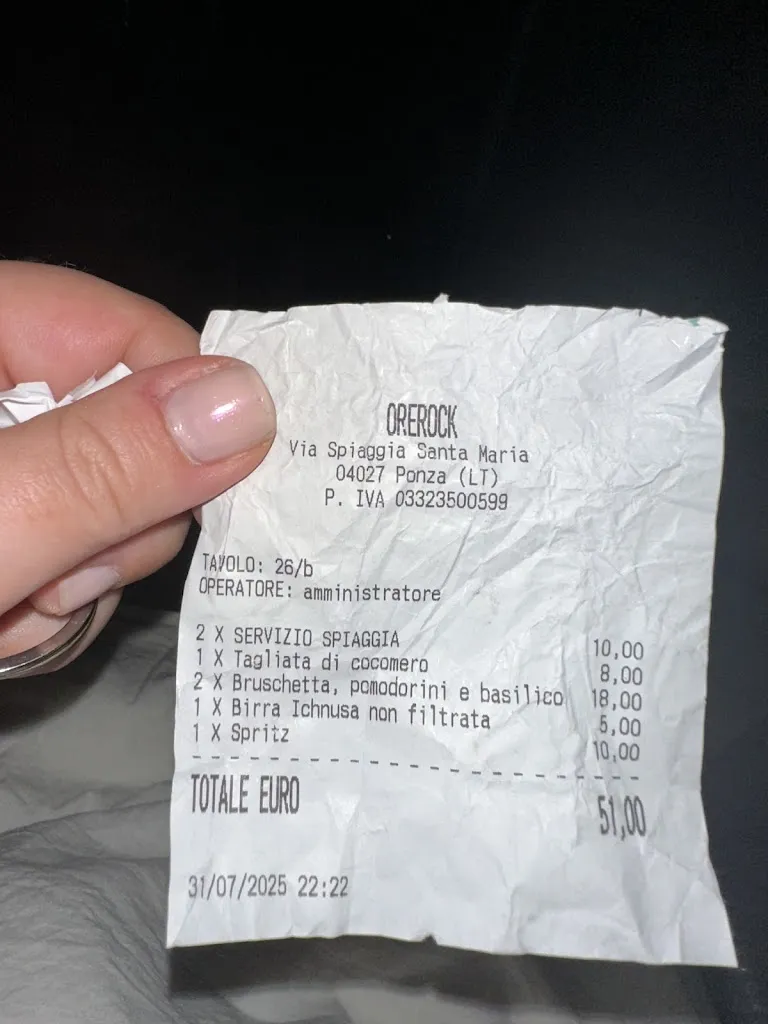 OREROCK
Via Spiaggia Santa Maria
04027 Ponza (LT)
P. IVA 03323500599
TAVOLO: 26/b
OPERATORE: amministratore
2 X SERVIZIO SPIAGGIA 10,00
1 X Tagliata di cocomero 8,00
2 X Bruschetta, pomodorini e basilico 18,00
1 X Birra Ichnusa non filtrata 5,00
1 X Spritz 10,00
TOTALE EURO 51,00
31/07/2025 22:22